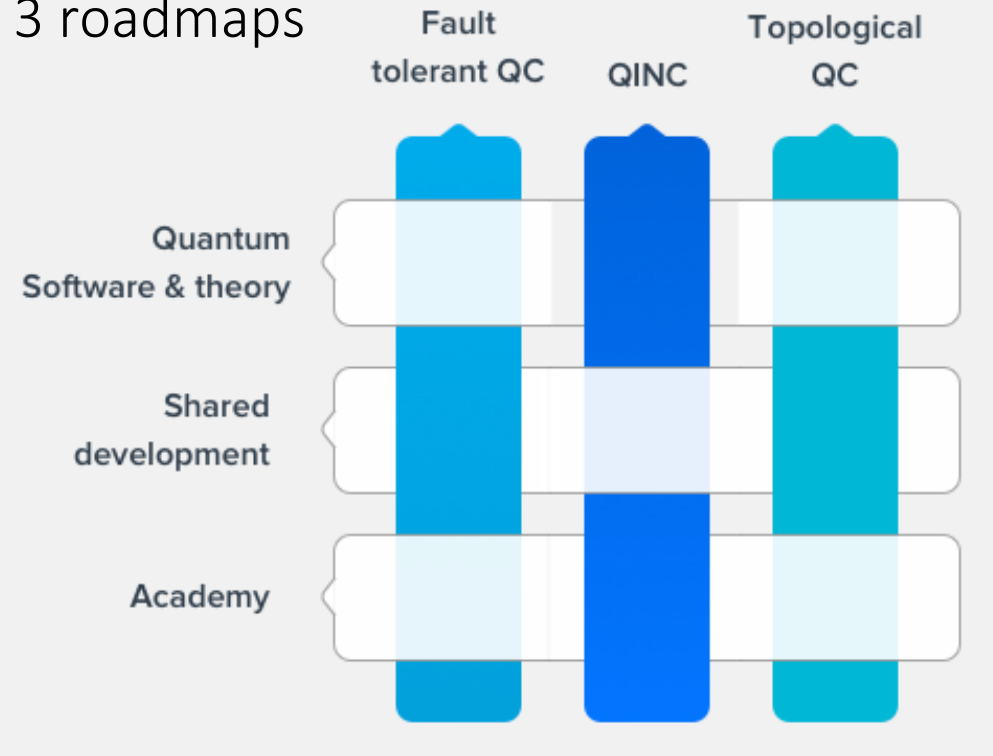 3 roadmaps
Fault
tolerant QC
QINC
Topological
QC
Quantum
Software & theory
Shared
development
Academy